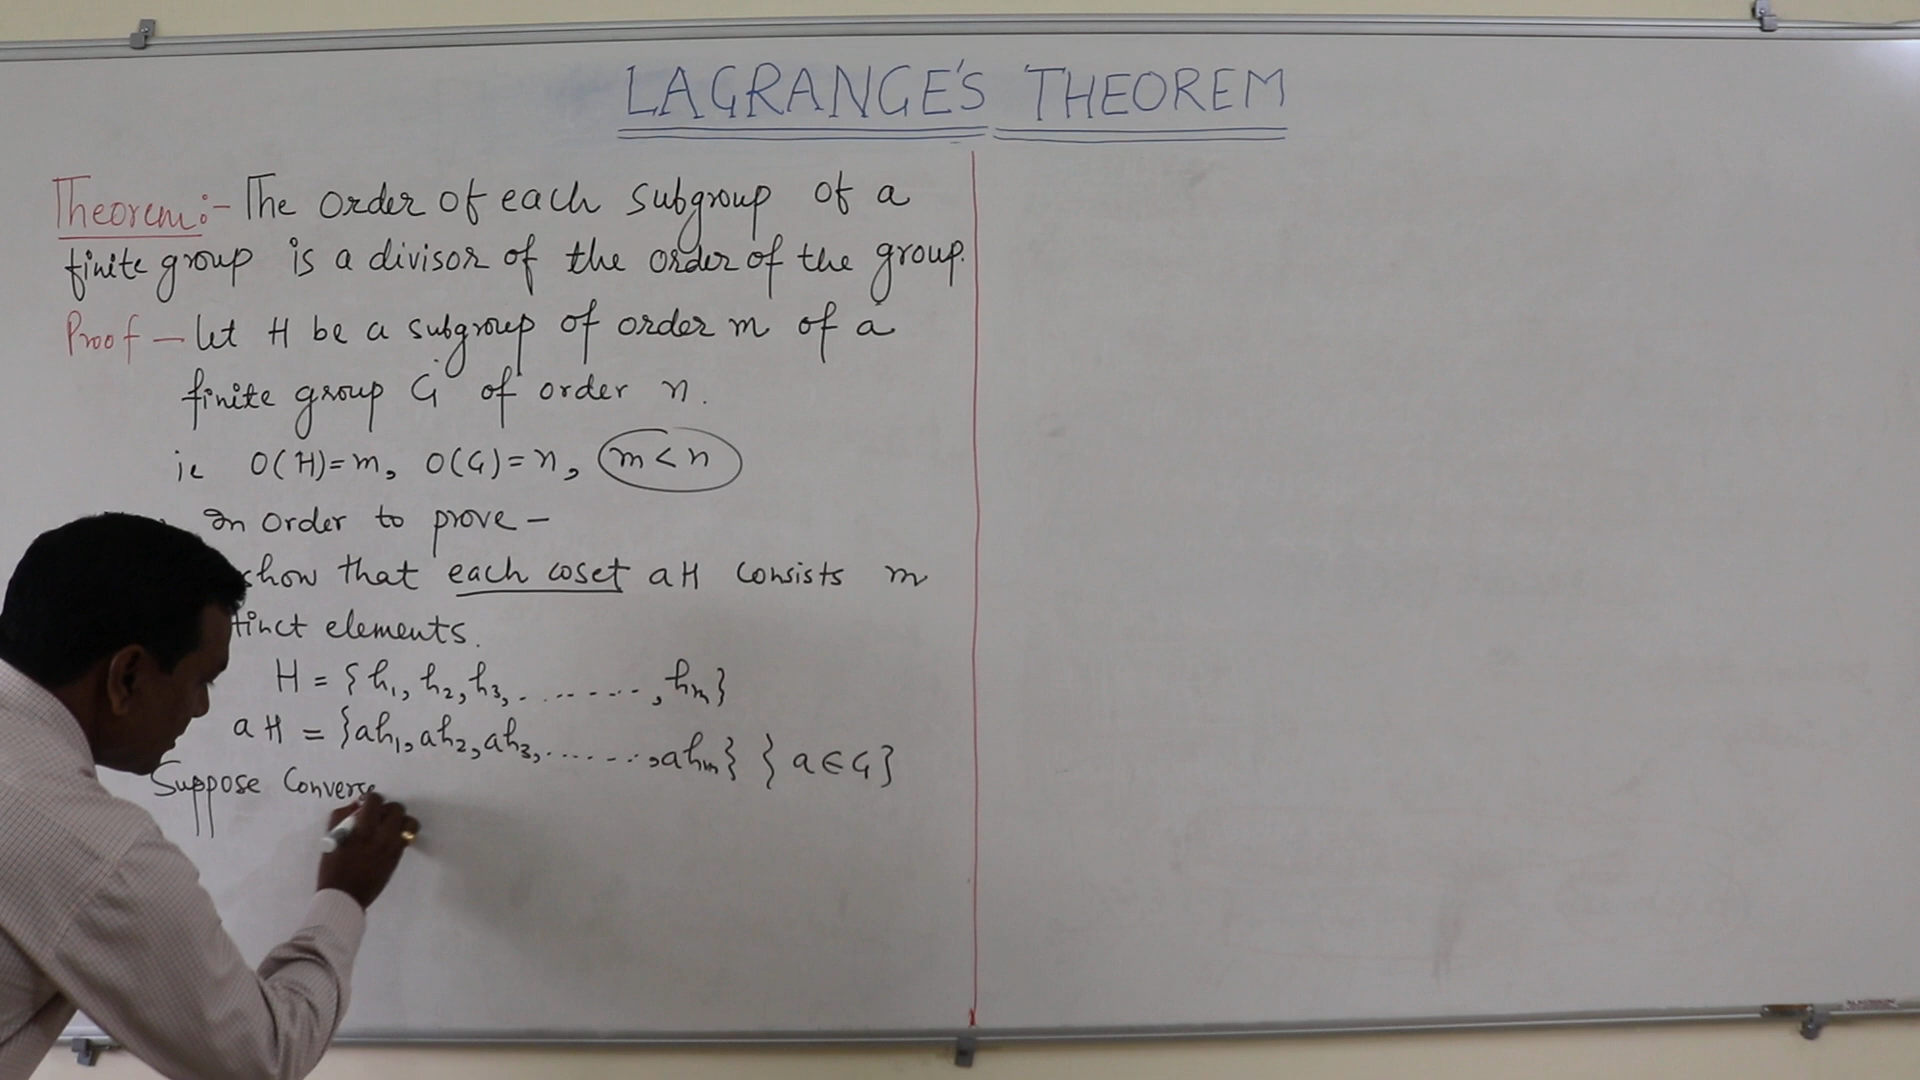 LAGRANGE'S THEOREM
Theorem:- The order of each subgroup of a
finite group is a divisor of the order of the group.
Proof - let H be a subgroup of order m of a
finite group G of order n.
ie O(H)=m, O(G)=n, m<n
In order to prove -
show that each coset aH consists m
elements.
H = {h₁, h₂, h₃, ........., hₘ}
aH = {ah₁, ah₂, ah₃, ........, ahₘ} {a∈G}
Suppose Converse